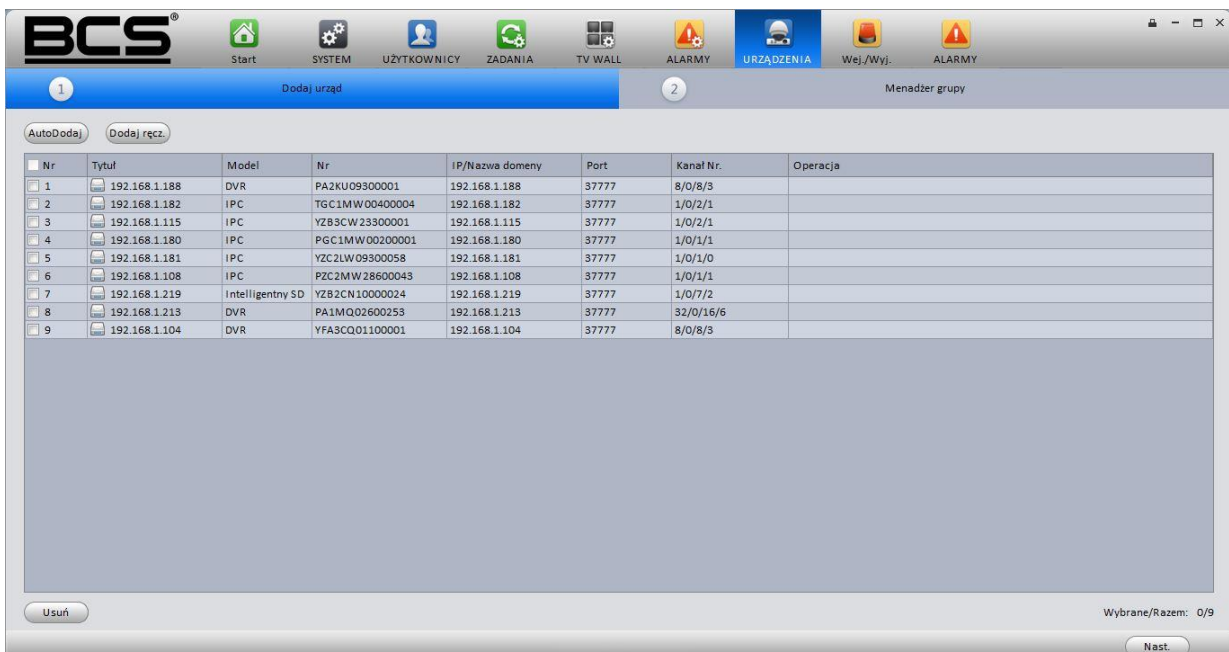 BCS®
Start SYSTEM UŻYTKOWNICY ZADANIA TV WALL ALARMY URZĄDZENIA Wej./Wyj. ALARMY
1 Dodaj urząd 2 Menadżer grupy
AutoDodaj Dodaj ręcz.
Nr Tytuł Model Nr IP/Nazwa domeny Port Kanał Nr. Operacja
1 192.168.1.188 DVR PA2KU09300001 192.168.1.188 37777 8/0/8/3
2 192.168.1.182 IPC TGC1MW00400004 192.168.1.182 37777 1/0/2/1
3 192.168.1.115 IPC YZB3CW23300001 192.168.1.115 37777 1/0/2/1
4 192.168.1.180 IPC PGC1MW00200001 192.168.1.180 37777 1/0/1/1
5 192.168.1.181 IPC YZC2LW09300058 192.168.1.181 37777 1/0/1/0
6 192.168.1.108 IPC PZC2MW28600043 192.168.1.108 37777 1/0/1/1
7 192.168.1.219 Intelligentny SD YZB2CN10000024 192.168.1.219 37777 1/0/7/2
8 192.168.1.213 DVR PA1MQ02600253 192.168.1.213 37777 32/0/16/6
9 192.168.1.104 DVR YFA3CQ01100001 192.168.1.104 37777 8/0/8/3
Usuń Wybrane/Razem: 0/9
Nast.